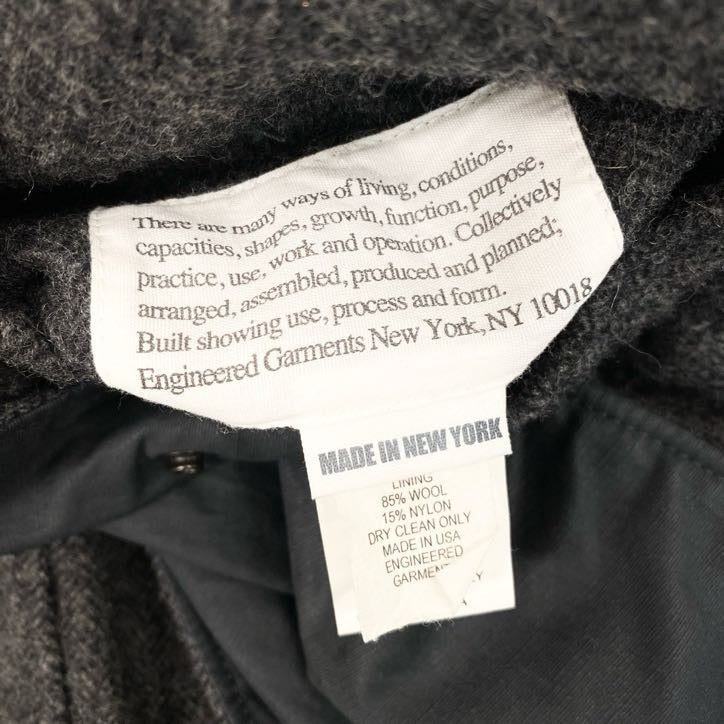 There are many ways of living, conditions,
capacities, shapes, growth, function, purpose,
practice, use, work and operation. Collectively
arranged, assembled, produced and planned;
Built showing use, process and form.
Engineered Garments New York, NY 10018
MADE IN NEW YORK
LINING
85% WOOL
15% NYLON
DRY CLEAN ONLY
MADE IN USA
ENGINEERED